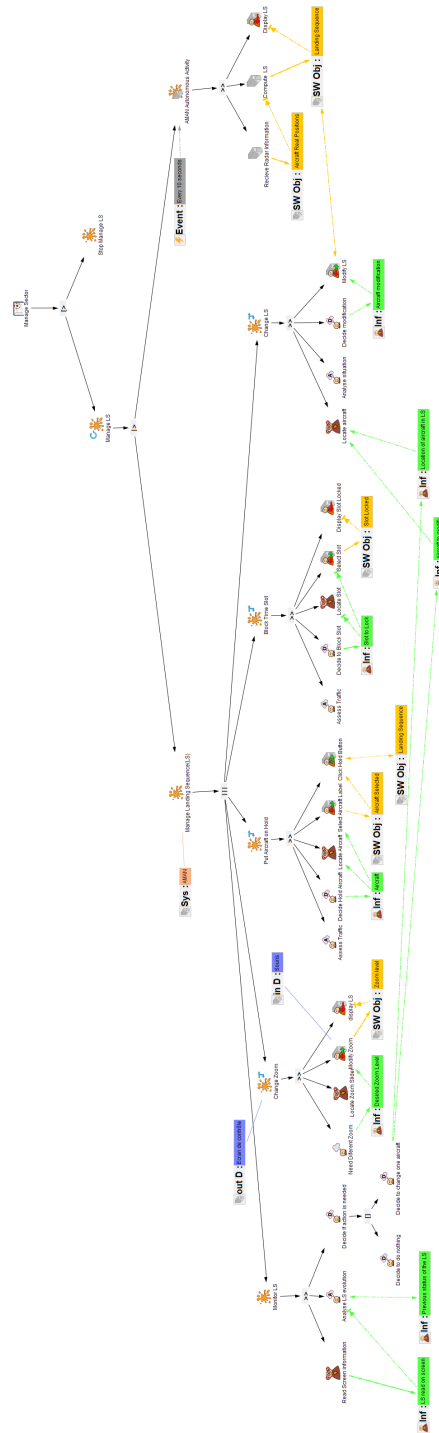 Manage Sector
[>
Manage LS
Stop Manage LS
|>
Manage Landing Sequence(LS)
Sys : AMAN
|||
AMAN Autonomous Activity
Event : Every 10 seconds
>>
Recieve Radar Information
Compute LS
Display LS
SW Obj : Aircraft Real Positions
SW Obj : Landing Sequence
Monitor LS
>>
Read Screen Information
Analyse LS evolution
Decide if action is needed
[]
Decide to do nothing
Decide to change one aircraft
Inf : LS read on screen
Inf : Previous status of the LS
Change Zoom
out D : Ecran de contrôle
in D : Souris
>>
Need Diferent Zoom
Locate Zoom Slider
Modify Zoom
display LS
Inf : Desired Zoom Level
SW Obj : Zoom level
Put Aircraft on Hold
>>
Assess Traffic
Decide Hold Aircraft
Locate Aircraft
Select Aircraft Label
Click Hold Button
Inf : Aircraft
SW Obj : Aircraft Selected
SW Obj : Landing Sequence
Block Time Slot
>>
Assess Traffic
Decide to Block Slot
Locate Slot
Select Slot
Display Slot Locked
Inf : Slot to Lock
SW Obj : Slot Locked
Change LS
>>
Locate aircraft
Analyse situation
Decide modification
Modify LS
Inf :
Inf : Location of aircraft in LS
Inf : Aircraft modification